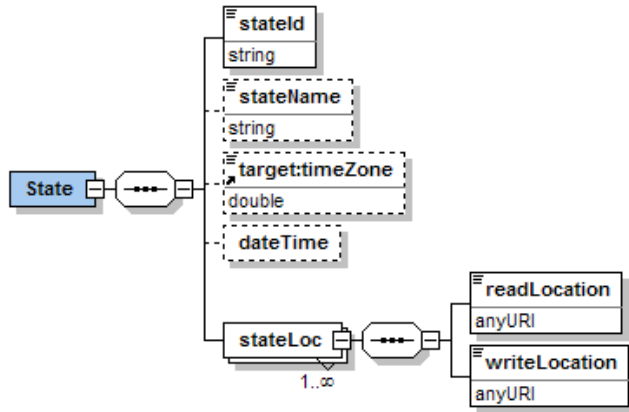 stateId
string
stateName
string
target:timeZone
double
State
dateTime
stateLoc
1..∞
readLocation
anyURI
writeLocation
anyURI